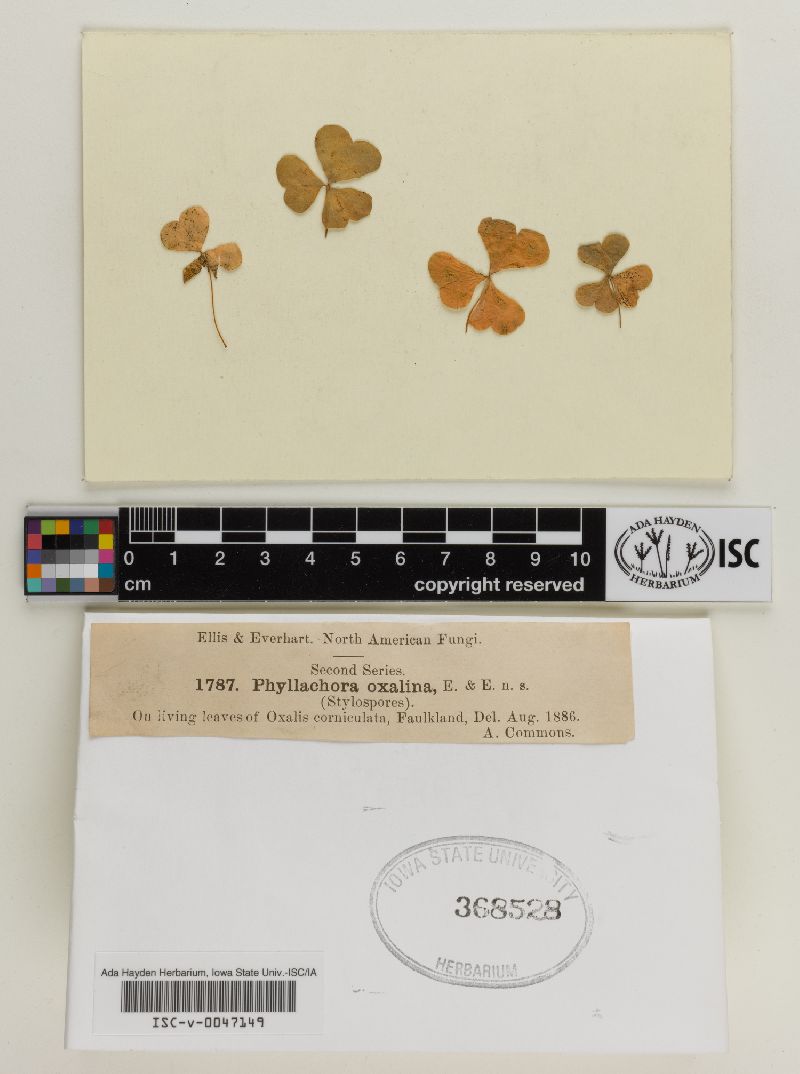 0 1 2 3 4 5 6 7 8 9 10
cm copyright reserved
ADA HAYDEN
HERBARIUM
ISC
Ellis & Everhart. North American Fungi.
Second Series.
1787. Phyllachora oxalina, E. & E. n. s.
(Stylospores).
On living leaves of Oxalis corniculata, Faulkland, Del. Aug. 1886.
A. Commons.
IOWA STATE UNIVERSITY
368528
HERBARIUM
Ada Hayden Herbarium, Iowa State Univ.-ISC/IA
ISC-v-0047149